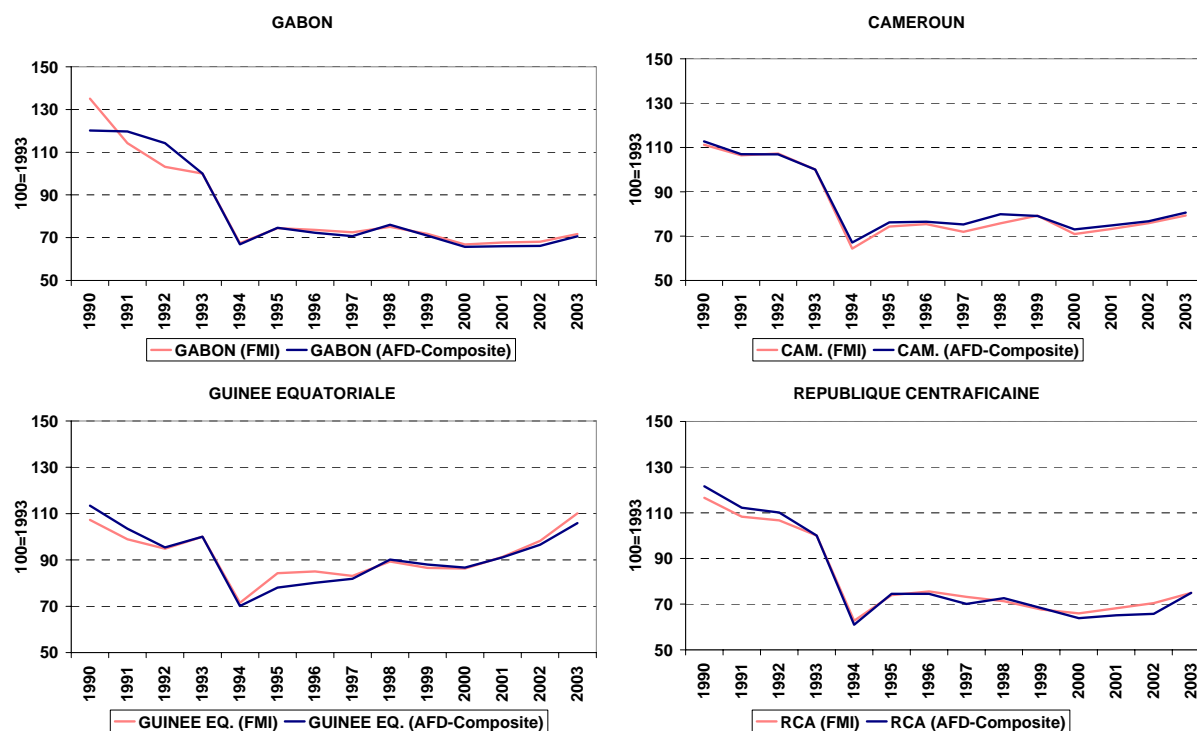 GABON
150
130
110
90
70
50
100=1993
1990 1991 1992 1993 1994 1995 1996 1997 1998 1999 2000 2001 2002 2003
GABON (FMI) GABON (AFD-Composite)
CAMEROUN
150
130
110
90
70
50
100=1993
1990 1991 1992 1993 1994 1995 1996 1997 1998 1999 2000 2001 2002 2003
CAM. (FMI) CAM. (AFD-Composite)
GUINEE EQUATORIALE
150
130
110
90
70
50
100=1993
1990 1991 1992 1993 1994 1995 1996 1997 1998 1999 2000 2001 2002 2003
GUINEE EQ. (FMI) GUINEE EQ. (AFD-Composite)
REPUBLIQUE CENTRAFICAINE
150
130
110
90
70
50
100=1993
1990 1991 1992 1993 1994 1995 1996 1997 1998 1999 2000 2001 2002 2003
RCA (FMI) RCA (AFD-Composite)